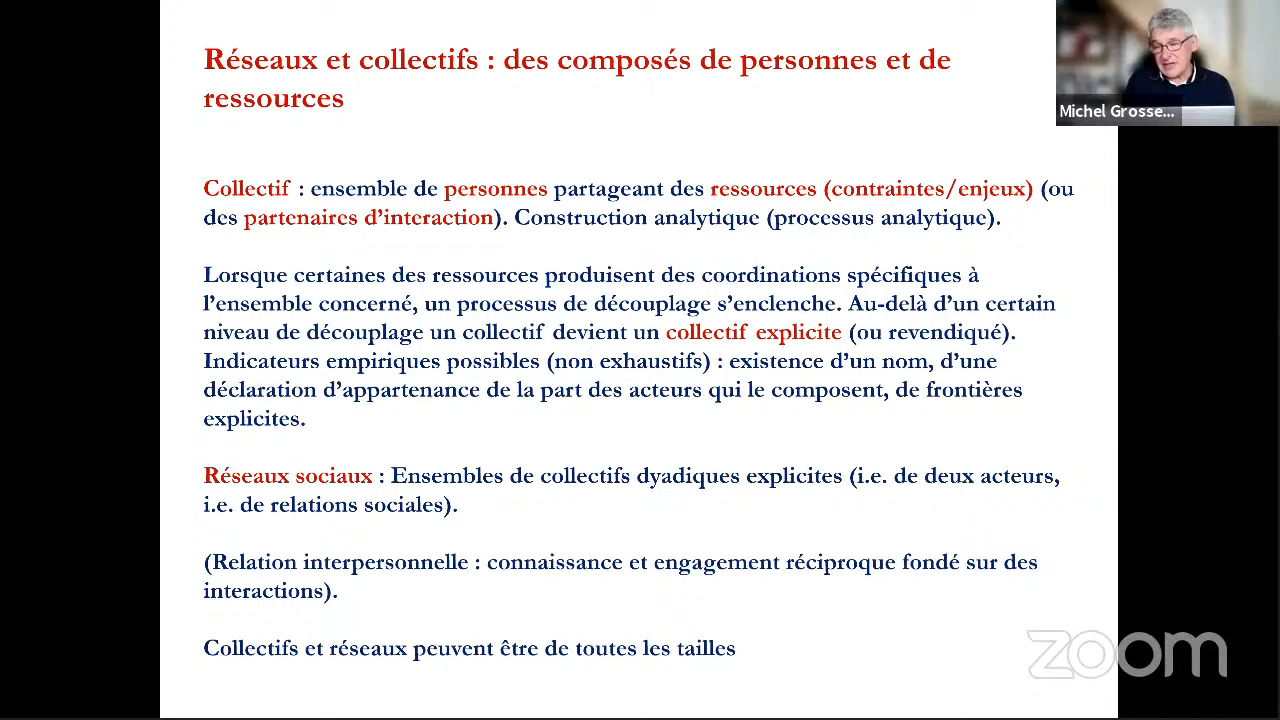 Réseaux et collectifs : des composés de personnes et de
ressources
Michel Grosse...
Collectif : ensemble de personnes partageant des ressources (contraintes/enjeux) (ou
des partenaires d’interaction). Construction analytique (processus analytique).
Lorsque certaines des ressources produisent des coordinations spécifiques à
l’ensemble concerné, un processus de découplage s’enclenche. Au-delà d’un certain
niveau de découplage un collectif devient un collectif explicite (ou revendiqué).
Indicateurs empiriques possibles (non exhaustifs) : existence d’un nom, d’une
déclaration d’appartenance de la part des acteurs qui le composent, de frontières
explicites.
Réseaux sociaux : Ensembles de collectifs dyadiques explicites (i.e. de deux acteurs,
i.e. de relations sociales).
(Relation interpersonnelle : connaissance et engagement réciproque fondé sur des
interactions).
Collectifs et réseaux peuvent être de toutes les tailles
zoom